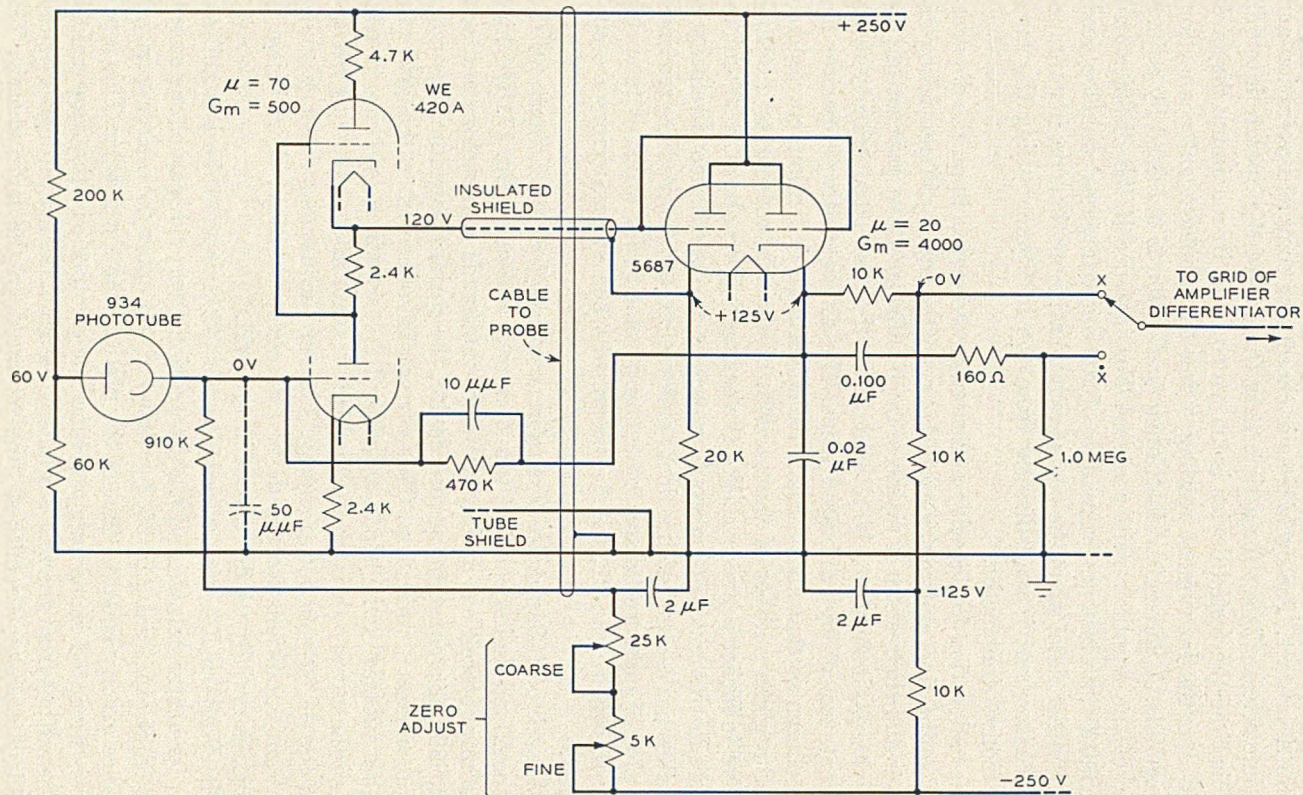 +250 V
4.7 K
μ = 70
Gm = 500
WE
420 A
200 K
INSULATED
SHIELD
120 V
μ = 20
Gm = 4000
5687
10 K
-0 V
X
TO GRID OF
AMPLIFIER
DIFFERENTIATOR
2.4 K
934
PHOTOTUBE
CABLE
TO
PROBE
+125 V
60 V
0 V
10 μμF
0.100
μF
160 Ω
Ẋ
910 K
60 K
470 K
20 K
0.02
μF
10 K
1.0 MEG
50
μμF
2.4 K
TUBE
SHIELD
2 μF
2 μF
-125 V
25 K
COARSE
10 K
ZERO
ADJUST
5 K
FINE
-250 V